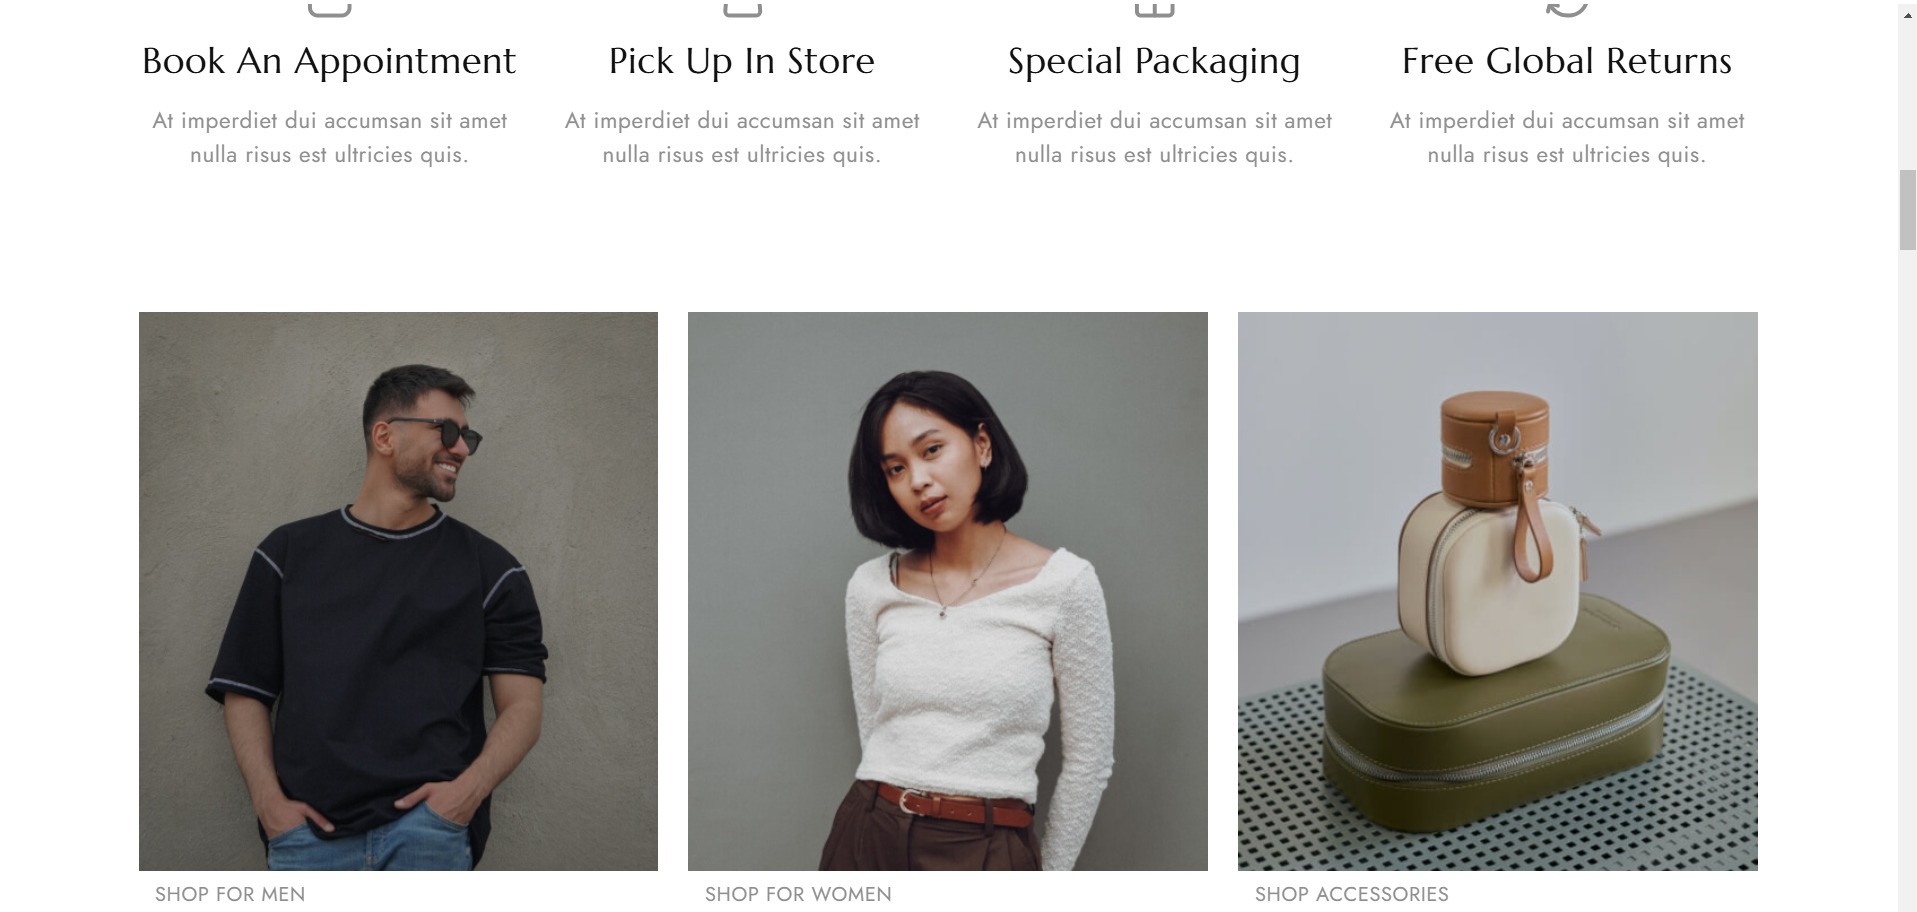 Book An Appointment
At imperdiet dui accumsan sit amet
nulla risus est ultricies quis.
Pick Up In Store
At imperdiet dui accumsan sit amet
nulla risus est ultricies quis.
Special Packaging
At imperdiet dui accumsan sit amet
nulla risus est ultricies quis.
Free Global Returns
At imperdiet dui accumsan sit amet
nulla risus est ultricies quis.
SHOP FOR MEN
SHOP FOR WOMEN
SHOP ACCESSORIES